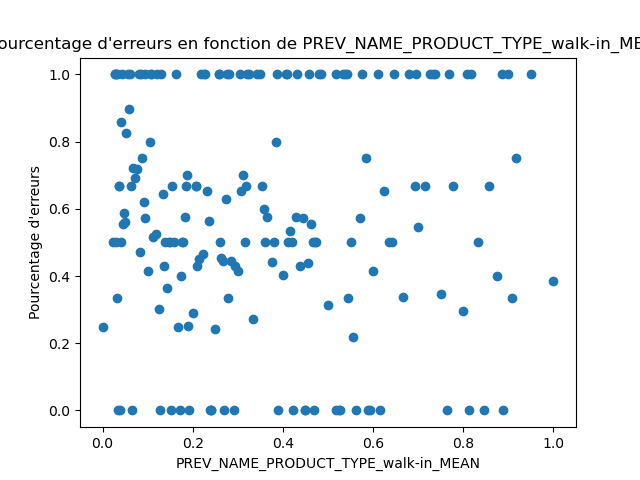 ourcentage d'erreurs en fonction de PREV_NAME_PRODUCT_TYPE_walk-in_ME
1.0
0.8
0.6
0.4
0.2
0.0
Pourcentage d'erreurs
0.0 0.2 0.4 0.6 0.8 1.0
PREV_NAME_PRODUCT_TYPE_walk-in_MEAN